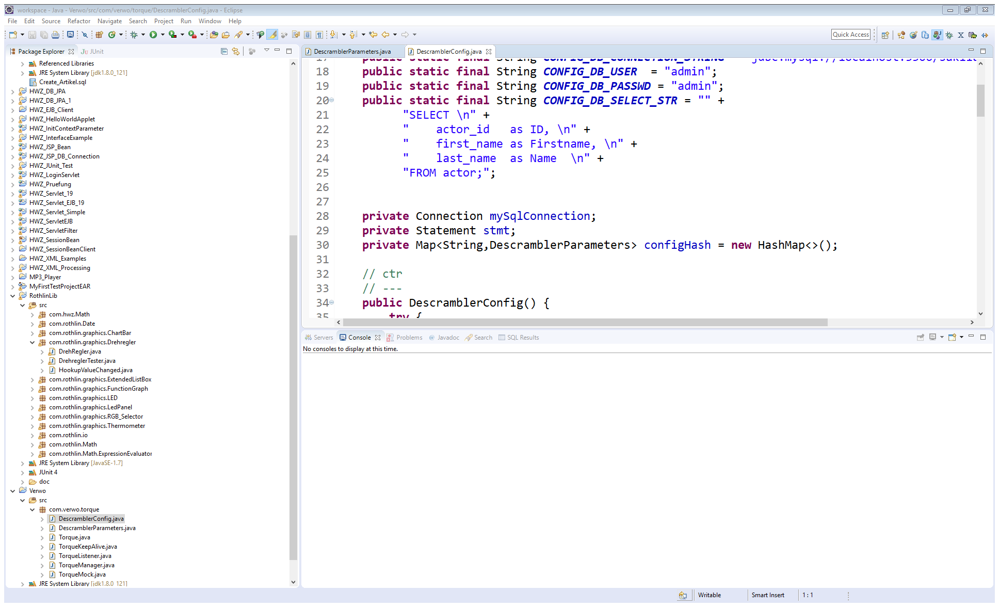 workspace - Java - Verwo/src/com/verwo/torque/DescramblerConfig.java - Eclipse
File Edit Source Refactor Navigate Search Project Run Window Help
Quick Access
Package Explorer JUnit
Referenced Libraries
JRE System Library [jdk1.8.0_121]
Create_Artikel.sql
HWZ_DB_JPA
HWZ_DB_JPA_1
HWZ_EJB_Client
HWZ_HelloWorldApplet
HWZ_InitContextParameter
HWZ_InterfaceExample
HWZ_JSP_Bean
HWZ_JSP_DB_Connection
HWZ_JUnit_Test
HWZ_LoginServlet
HWZ_Pruefung
HWZ_Servlet_19
HWZ_Servlet_EJB_19
HWZ_Servlet_Simple
HWZ_ServletEJB
HWZ_ServletFilter
HWZ_SessionBean
HWZ_SessionBeanClient
HWZ_XML_Examples
HWZ_XML_Processing
MP3_Player
MyFirstTestProjectEAR
RothlinLib
src
com.hwz.Math
com.rothlin.Date
com.rothlin.graphics.ChartBar
com.rothlin.graphics.Drehregler
DrehRegler.java
DrehreglerTester.java
HookupValueChanged.java
com.rothlin.graphics.ExtendedListBox
com.rothlin.graphics.FunctionGraph
com.rothlin.graphics.LED
com.rothlin.graphics.LedPanel
com.rothlin.graphics.RGB_Selector
com.rothlin.graphics.Thermometer
com.rothlin.io
com.rothlin.Math
com.rothlin.Math.ExpressionEvaluator
JRE System Library [JavaSE-1.7]
JUnit 4
doc
Verwo
src
com.verwo.torque
DescramblerConfig.java
DescramblerParameters.java
Torque.java
TorqueKeepAlive.java
TorqueListener.java
TorqueManager.java
TorqueMock.java
JRE System Library [jdk1.8.0_121]
DescramblerParameters.java DescramblerConfig.java
17 public static final String CONFIG_DB_CONNECTION_STRING
18 public static final String CONFIG_DB_USER = "admin";
19 public static final String CONFIG_DB_PASSWD = "admin";
20 public static final String CONFIG_DB_SELECT_STR = "" +
21 "SELECT \n" +
22 " actor_id as ID, \n" +
23 " first_name as Firstname, \n" +
24 " last_name as Name \n" +
25 "FROM actor;";
26
27
28 private Connection mySqlConnection;
29 private Statement stmt;
30 private Map<String,DescramblerParameters> configHash = new HashMap<>();
31
32 // ctr
33 // ---
34 public DescramblerConfig() {
35 try {
Servers Console Problems Javadoc Search SQL Results
No consoles to display at this time.
Writable Smart Insert 1 : 1